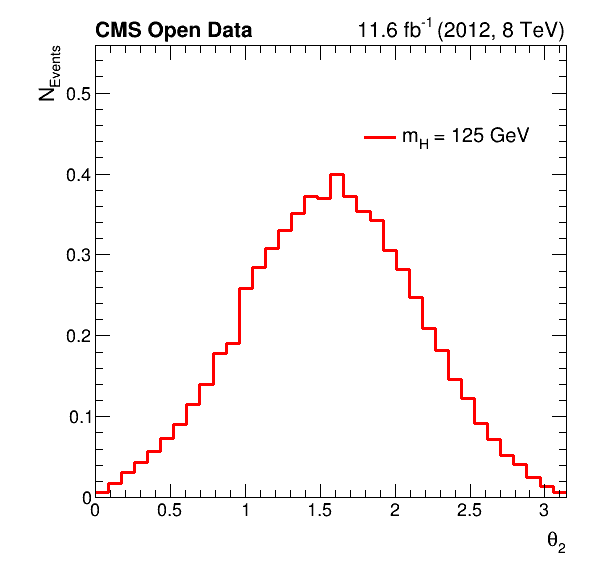 CMS Open Data 11.6 fb⁻¹ (2012, 8 TeV)
N_Events
0.5
m_H = 125 GeV
0.4
0.3
0.2
0.1
0
0 0.5 1 1.5 2 2.5 3
θ₂